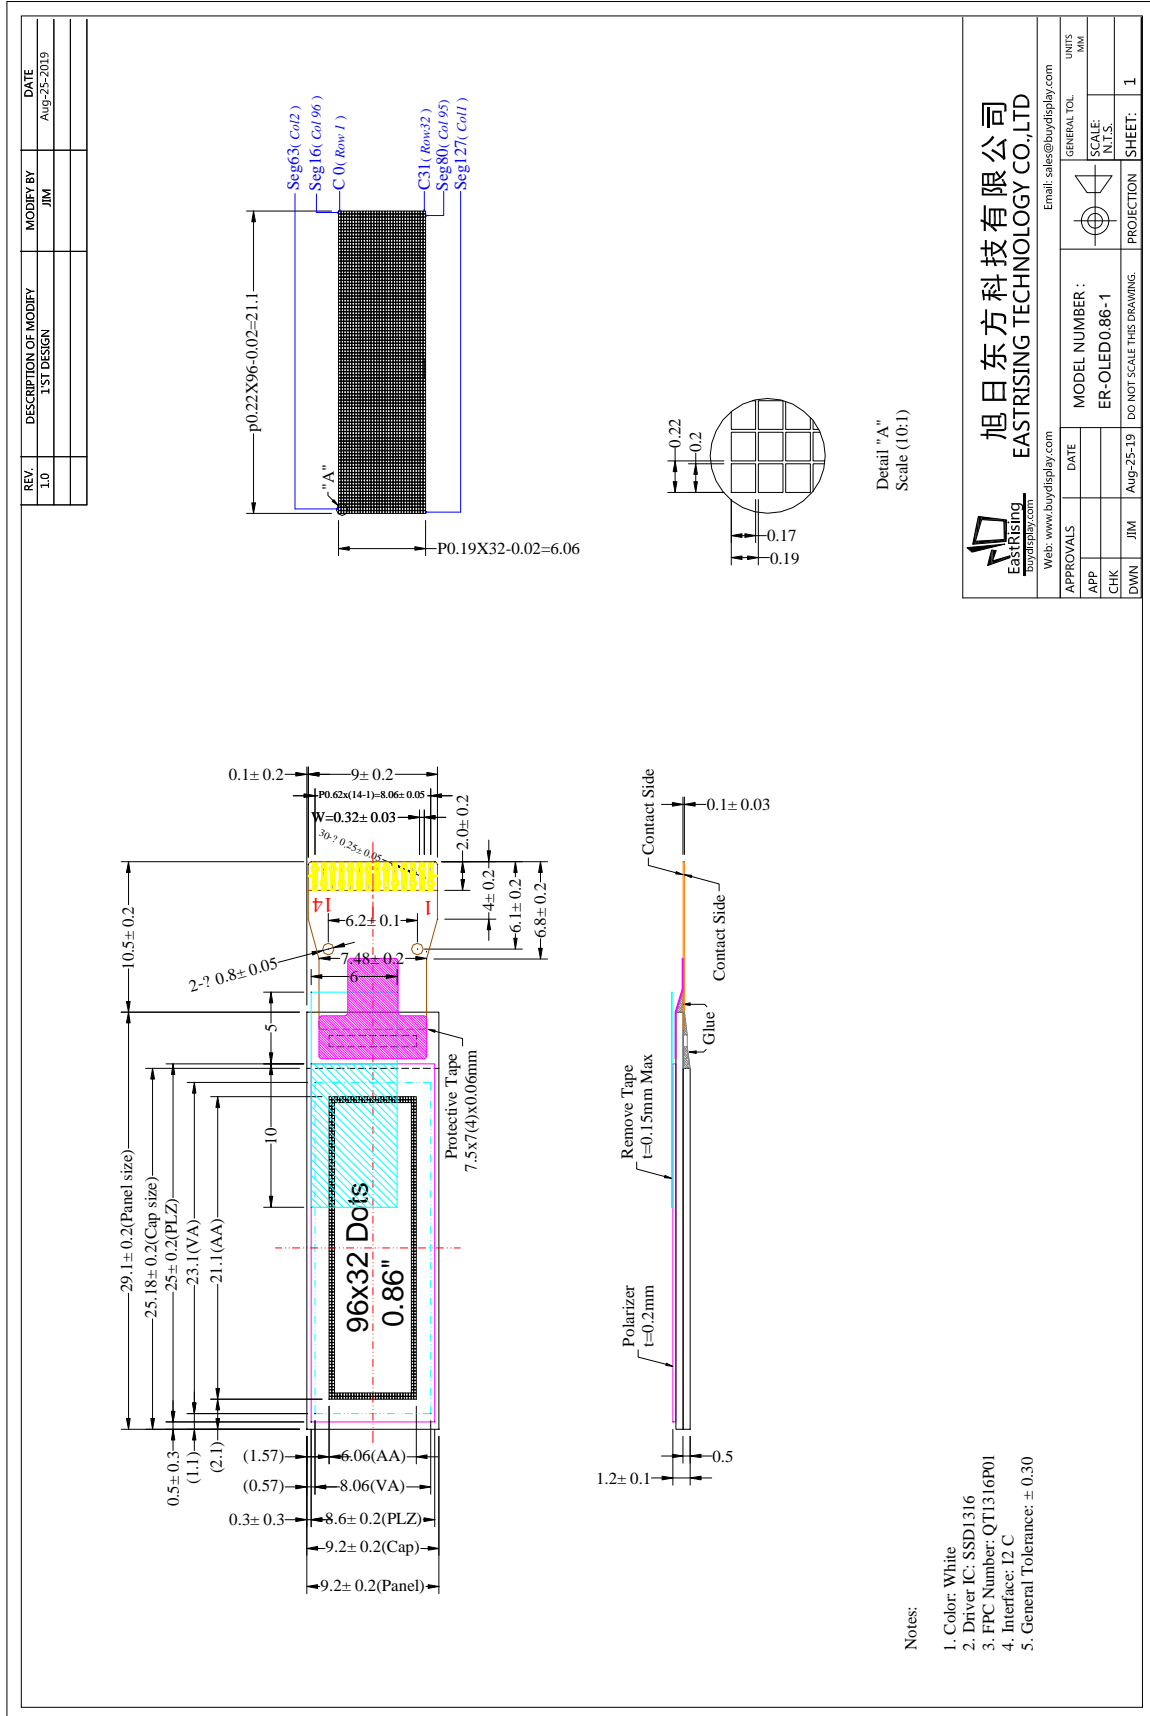 REV.
DESCRIPTION OF MODIFY
MODIFY BY
DATE
1.0
1'ST DESIGN
JIM
Aug-25-2019
p0.22X96-0.02=21.1
"A"
Seg63( Col2 )
Seg16( Col 96 )
C 0( Row 1 )
C31( Row32 )
Seg80( Col 95)
Seg127( Col1 )
P0.19X32-0.02=6.06
0.22
0.2
0.17
0.19
Detail "A"
Scale (10:1)
EastRising
buydisplay.com
旭日东方科技有限公司
EASTRISING TECHNOLOGY CO.,LTD
Web: www.buydisplay.com
Email: sales@buydisplay.com
APPROVALS
DATE
APP
CHK
DWN
JIM
Aug-25-19
MODEL NUMBER :
ER-OLED0.86-1
DO NOT SCALE THIS DRAWING.
PROJECTION
GENERAL TOL.
UNITS
MM
SCALE:
N.T.S.
SHEET:
1
0.1± 0.2
9± 0.2
P0.62x(14-1)=8.06± 0.05
W=0.32± 0.03
30-? 0.25± 0.05
2.0± 0.2
4± 0.2
6.1± 0.2
6.8± 0.2
14
1
6.2± 0.1
2-? 0.8± 0.05
7.48± 0.2
6
10.5± 0.2
5
10
Protective Tape
7.5x7(4)x0.06mm
29.1± 0.2(Panel size)
25.18± 0.2(Cap size)
25± 0.2(PLZ)
23.1(VA)
21.1(AA)
96x32 Dots
0.86"
0.5± 0.3
(1.1)
(2.1)
(1.57)
6.06(AA)
(0.57)
8.06(VA)
0.3± 0.3
8.6± 0.2(PLZ)
9.2± 0.2(Cap)
9.2± 0.2(Panel)
Contact Side
0.1± 0.03
Contact Side
Glue
Remove Tape
t=0.15mm Max
Polarizer
t=0.2mm
0.5
1.2± 0.1
Notes:
1. Color: White
2. Driver IC: SSD1316
3. FPC Number: QT1316P01
4. Interface: I2 C
5. General Tolerance: ± 0.30